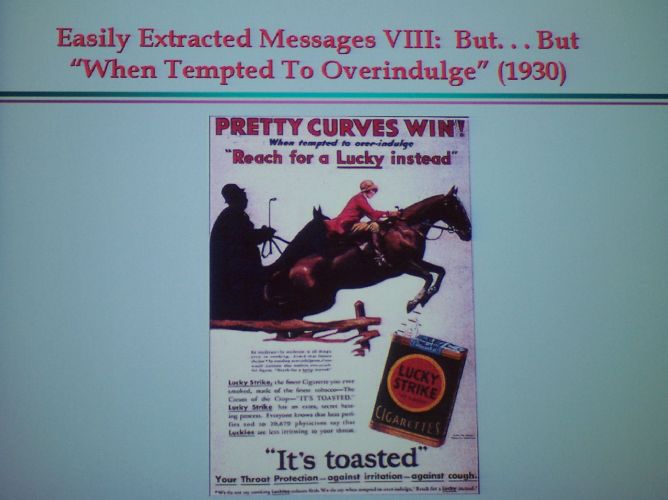 Easily Extracted Messages VIII: But. . . But
“When Tempted To Overindulge” (1930)
PRETTY CURVES WIN!
When tempted to over-indulge
"Reach for a Lucky instead"
LUCKY
STRIKE
CIGARETTES
Lucky Strike, the finest Cigarette you ever
smoked, made of the finest tobacco—The
Cream of the Crop—"IT'S TOASTED."
Lucky Strike has an extra, secret heat-
ing process. Everyone knows that heat puri-
fies and so 20,679 physicians say that
Luckies are less irritating to your throat.
"It's toasted"
Your Throat Protection—against irritation—against cough.